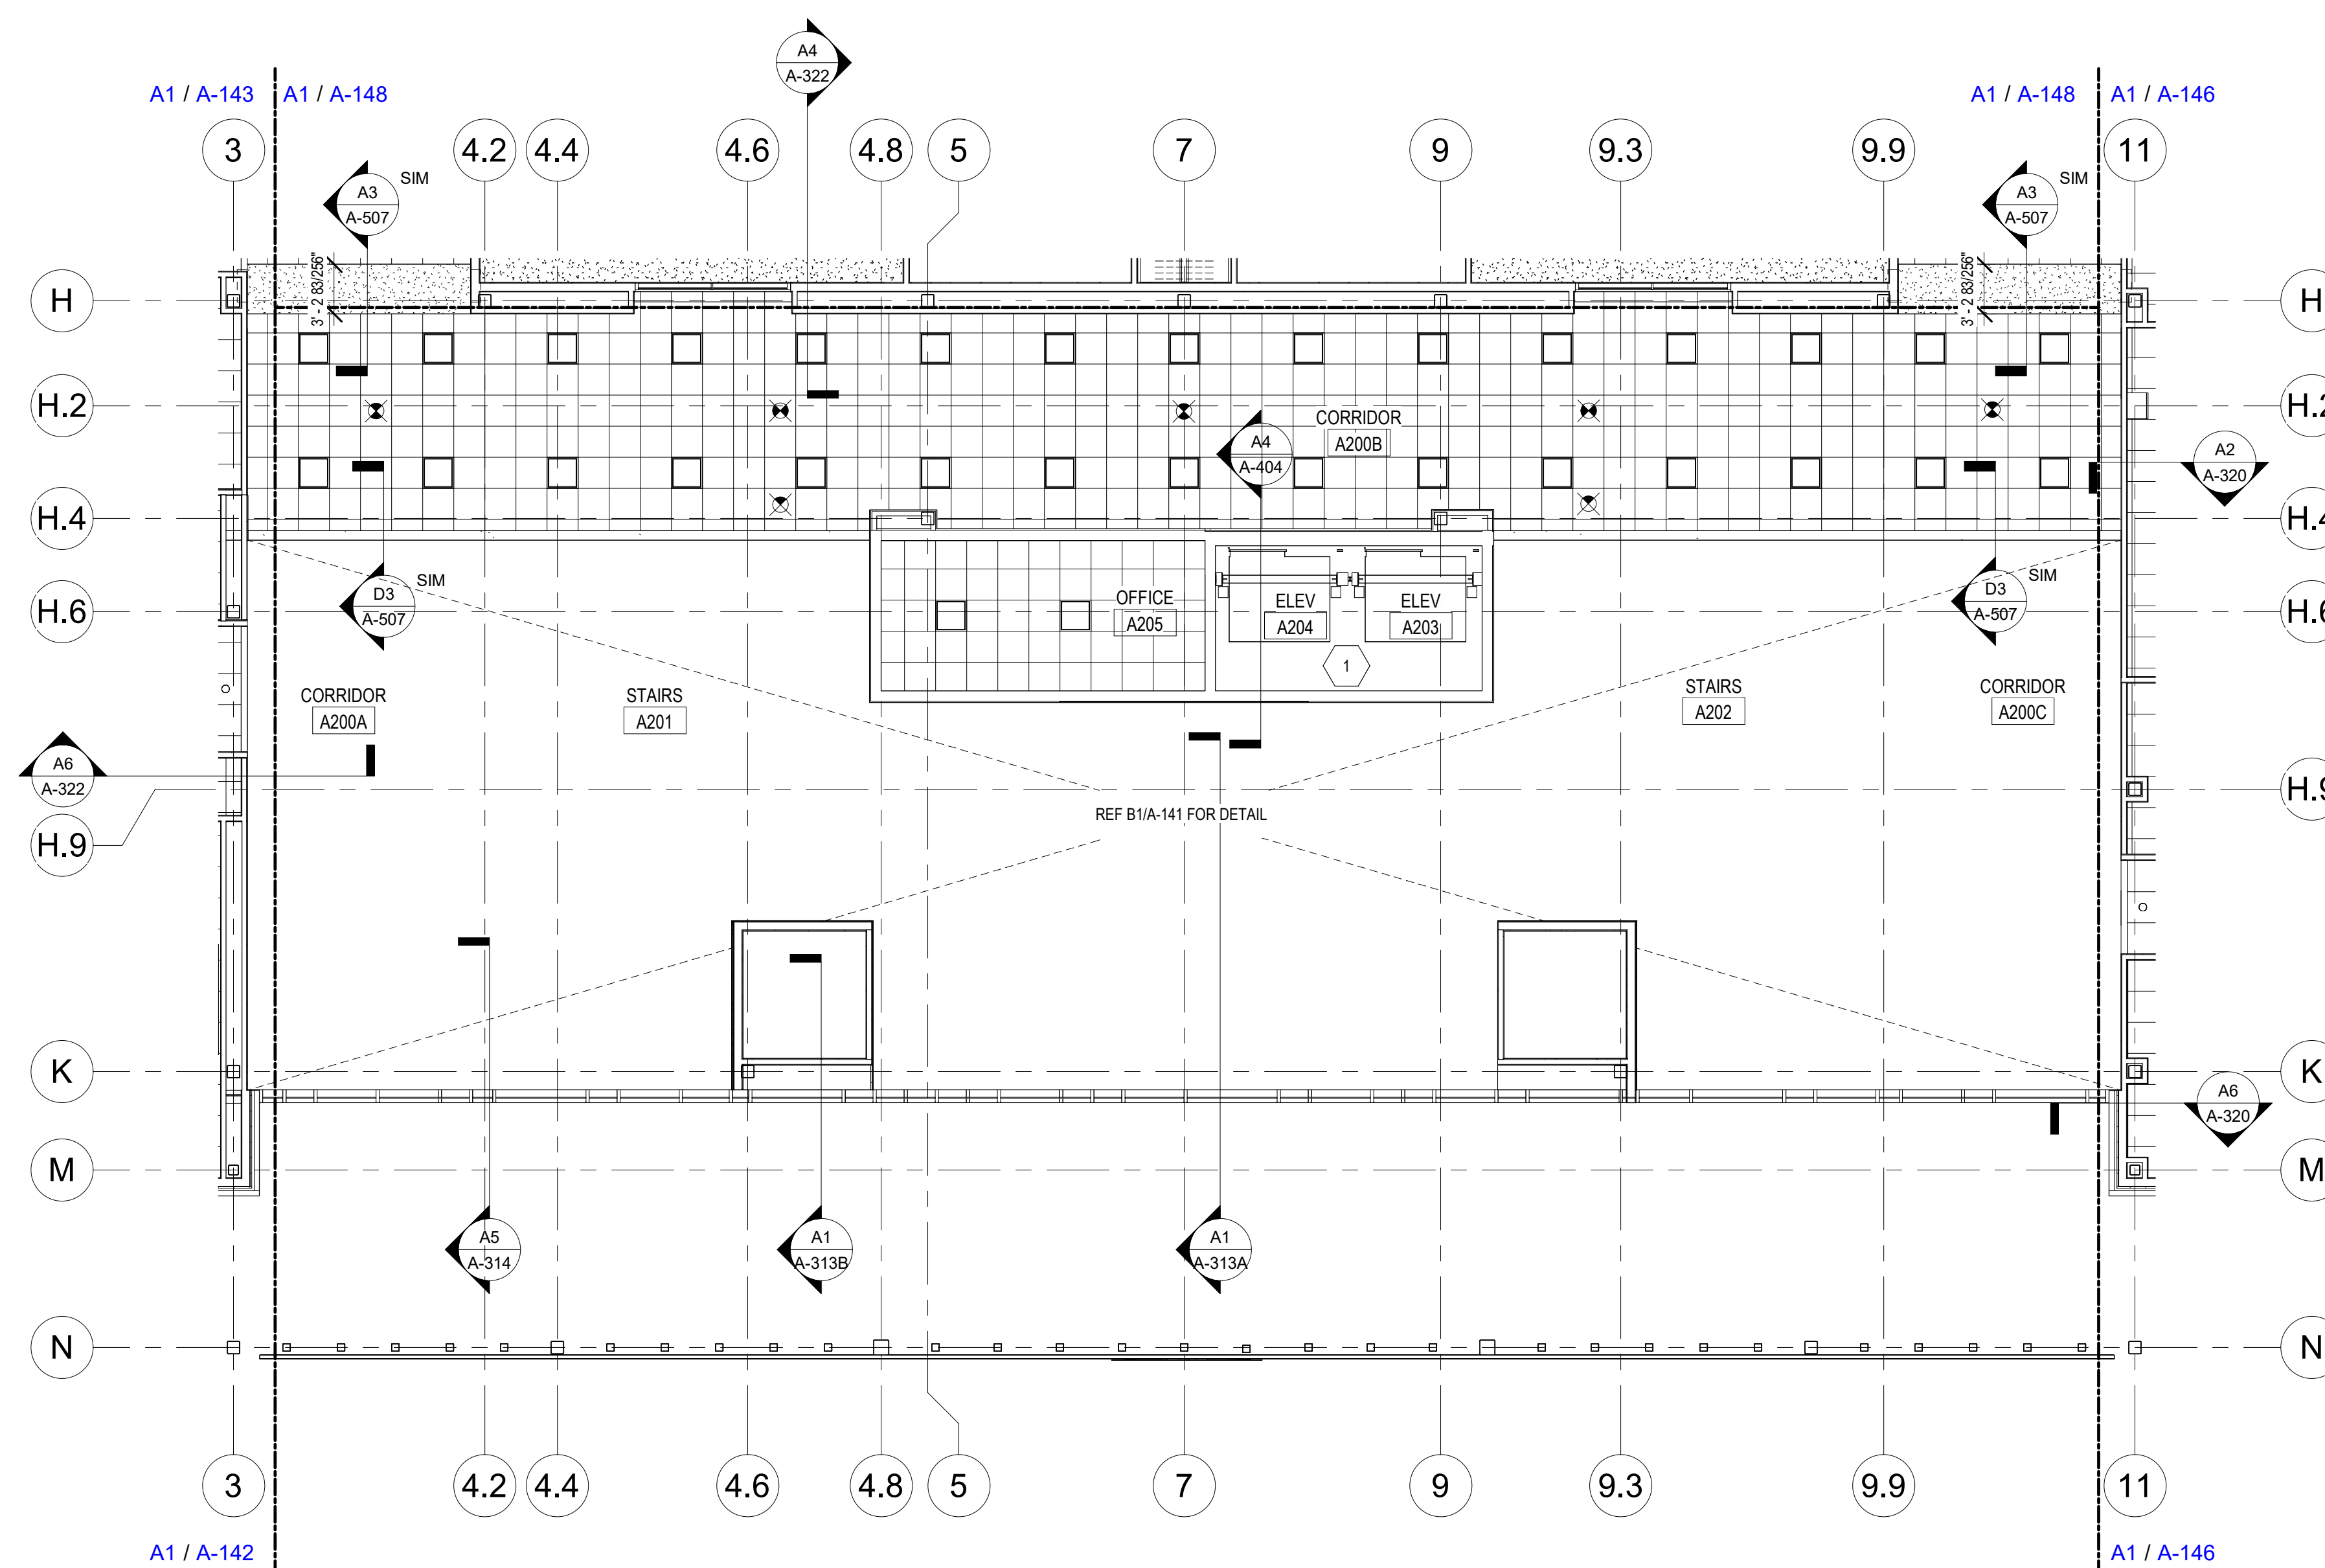 A4
A-322
A1 / A-143
A1 / A-148
A1 / A-148
A1 / A-146
3
4.2
4.4
4.6
4.8
5
7
9
9.3
9.9
11
A3
A-507
SIM
A3
A-507
SIM
3' - 2 83/256"
3' - 2 83/256"
H
H
H.2
H.2
CORRIDOR
A200B
A4
A-404
A2
A-320
H.4
H.4
D3
A-507
SIM
D3
A-507
SIM
H.6
H.6
OFFICE
A205
ELEV
A204
ELEV
A203
1
CORRIDOR
A200A
STAIRS
A201
STAIRS
A202
CORRIDOR
A200C
A6
A-322
H.9
H.9
REF B1/A-141 FOR DETAIL
K
K
A6
A-320
M
M
A5
A-314
A1
A-313B
A1
A-313A
N
N
3
4.2
4.4
4.6
4.8
5
7
9
9.3
9.9
11
A1 / A-142
A1 / A-146